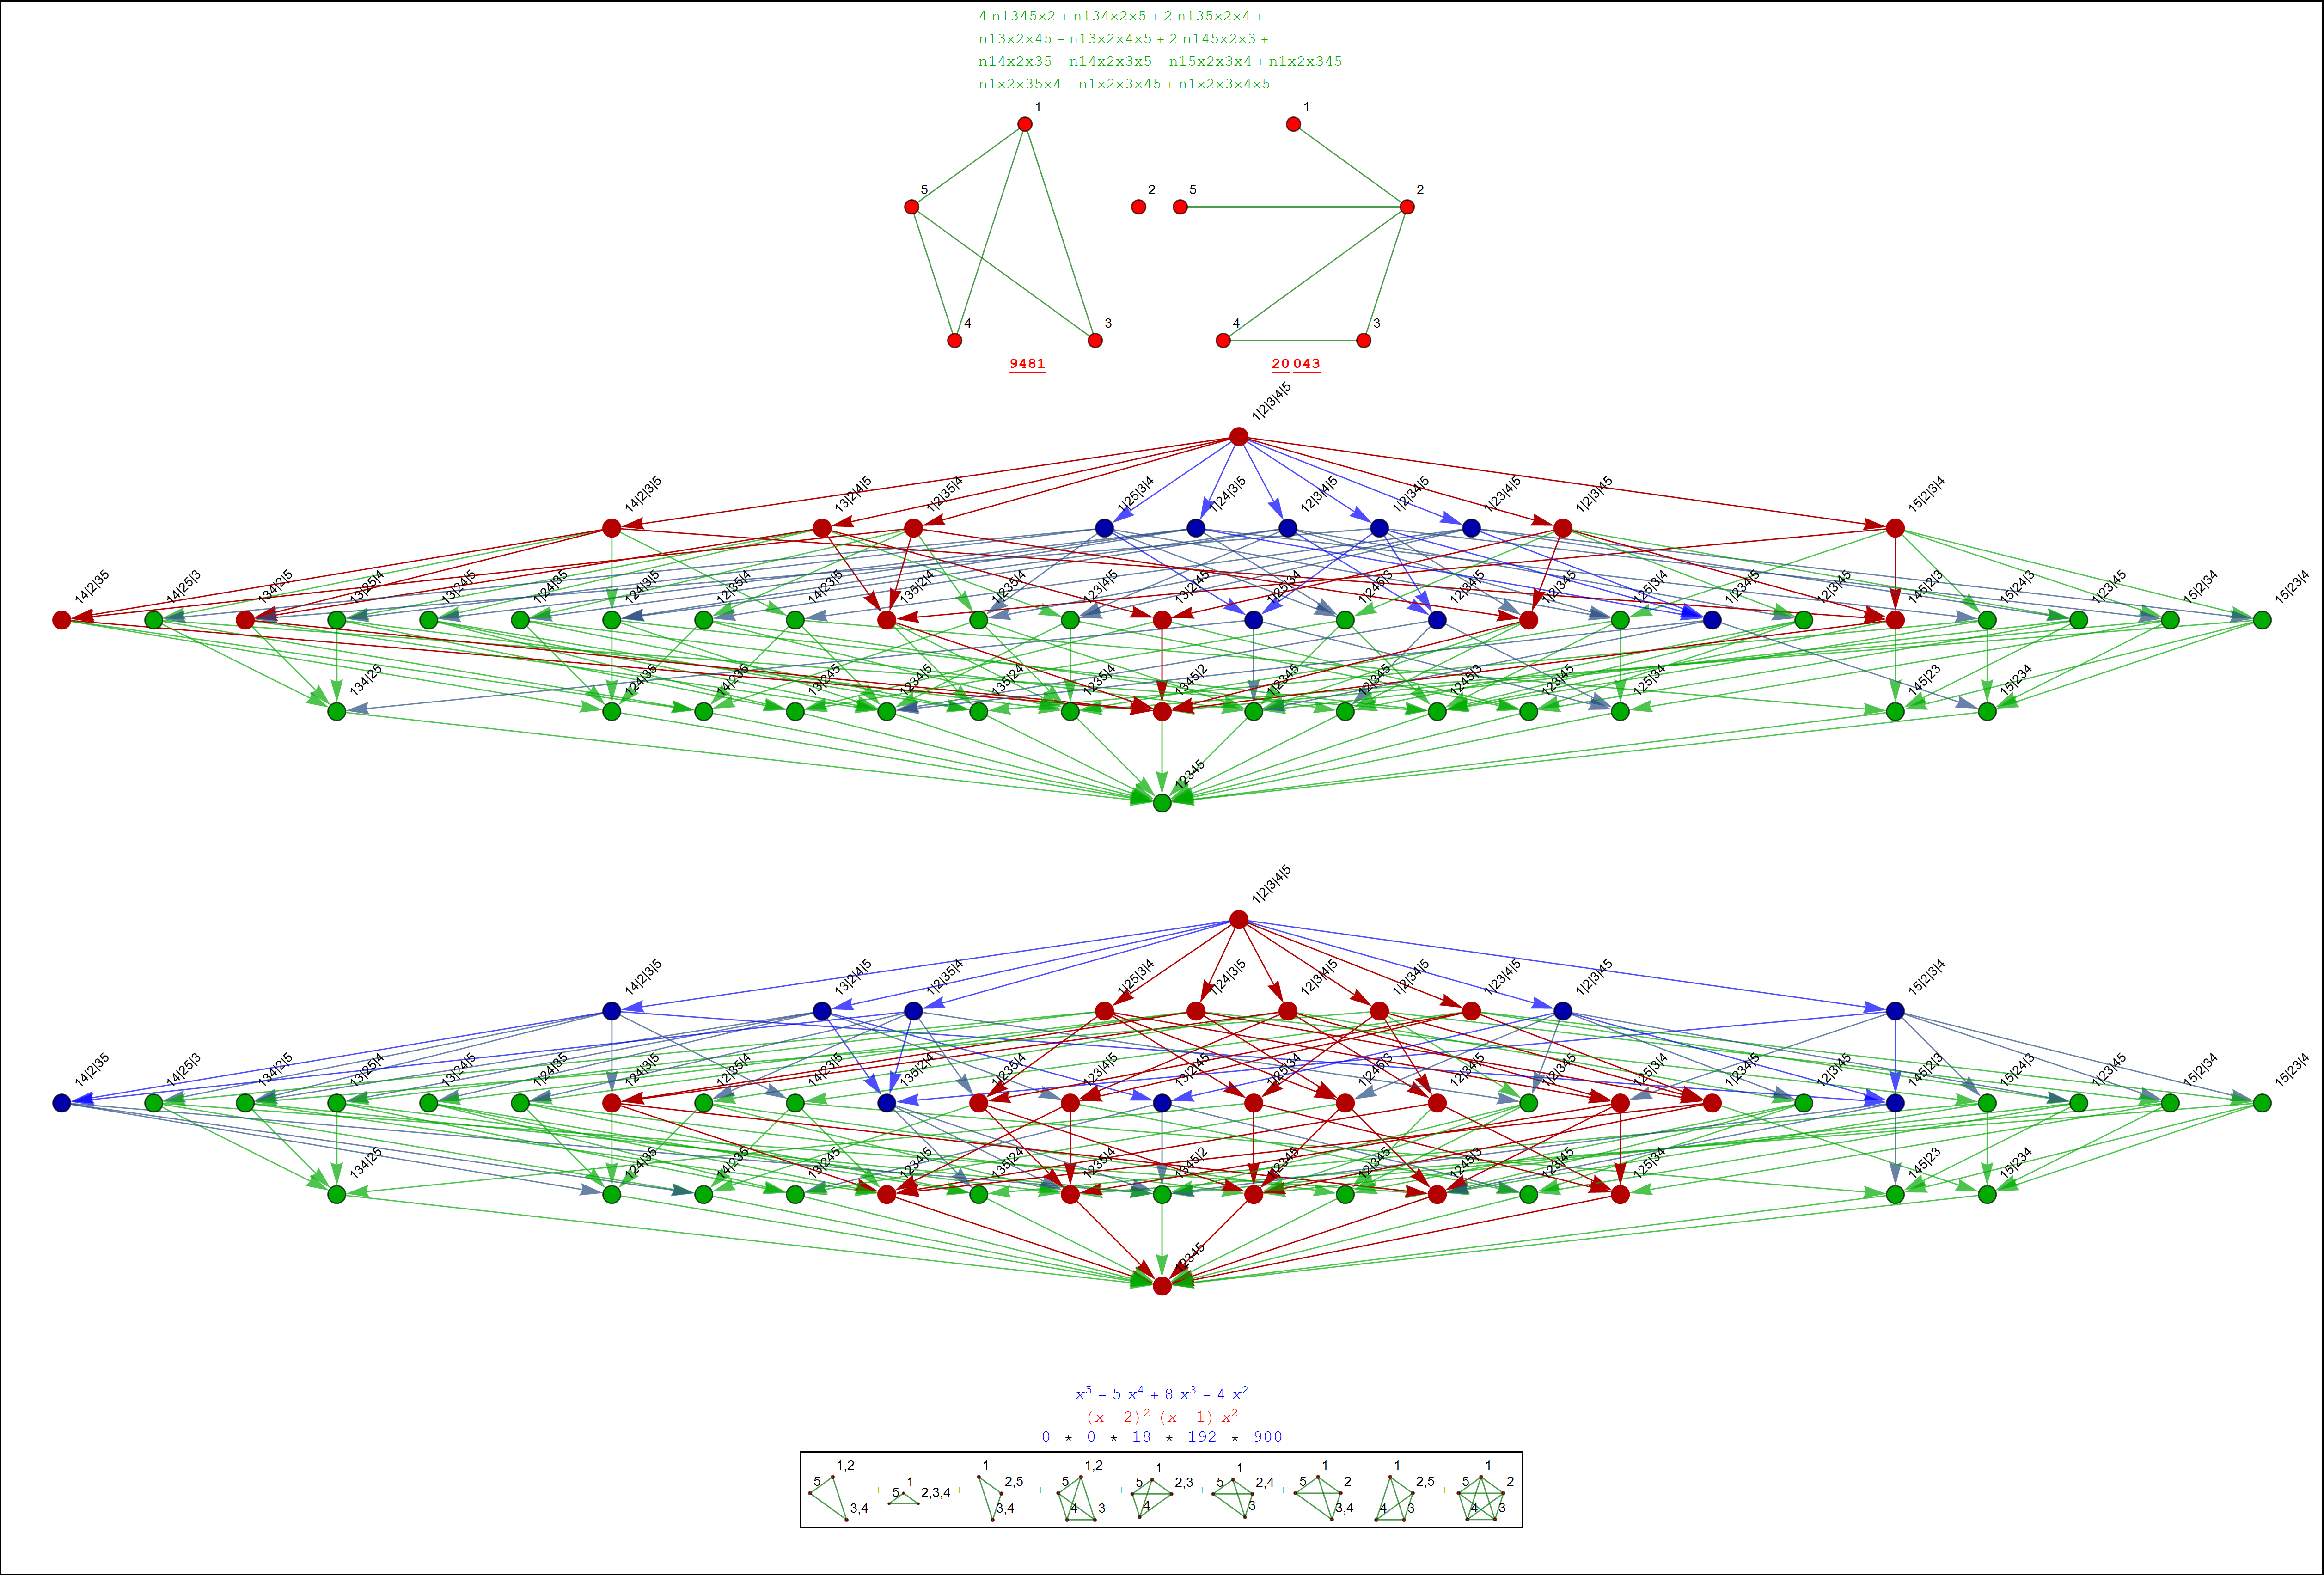 −4 n1345x2 + n134x2x5 + 2 n135x2x4 +
n13x2x45 − n13x2x4x5 + 2 n145x2x3 +
n14x2x35 − n14x2x3x5 − n15x2x3x4 + n1x2x345 −
n1x2x35x4 − n1x2x3x45 + n1x2x3x4x5
1 1
5 2 5 2
4 3 4 3
9481 20 043
1|2|3|4|5
14|2|3|5 13|2|4|5 1|2|35|4 1|25|3|4 1|24|3|5 12|3|4|5 1|2|34|5 1|23|4|5 1|2|3|45 15|2|3|4
14|2|35 14|25|3 134|2|5 13|25|4 13|24|5 1|24|35 124|3|5 12|35|4 14|23|5 135|2|4 1|235|4 123|4|5 13|2|45 1|25|34 1|245|3 12|34|5 1|2|345 125|3|4 1|234|5 12|3|45 145|2|3 15|24|3 1|23|45 15|2|34 15|23|4
134|25 124|35 14|235 13|245 1234|5 135|24 1235|4 1345|2 1|2345 12|345 1245|3 123|45 125|34 145|23 15|234
12345
1|2|3|4|5
14|2|3|5 13|2|4|5 1|2|35|4 1|25|3|4 1|24|3|5 12|3|4|5 1|2|34|5 1|23|4|5 1|2|3|45 15|2|3|4
14|2|35 14|25|3 134|2|5 13|25|4 13|24|5 1|24|35 124|3|5 12|35|4 14|23|5 135|2|4 1|235|4 123|4|5 13|2|45 1|25|34 1|245|3 12|34|5 1|2|345 125|3|4 1|234|5 12|3|45 145|2|3 15|24|3 1|23|45 15|2|34 15|23|4
134|25 124|35 14|235 13|245 1234|5 135|24 1235|4 1345|2 1|2345 12|345 1245|3 123|45 125|34 145|23 15|234
12345
x⁵ − 5 x⁴ + 8 x³ − 4 x²
(x − 2)² (x − 1) x²
0 * 0 * 18 * 192 * 900
1,2 5 3,4 + 1 5 2,3,4 + 1 2,5 3,4 + 1,2 5 4 3 + 1 5 2,3 4 + 1 5 2,4 3 + 1 5 2 3,4 + 1 2,5 4 3 + 1 5 2 4 3